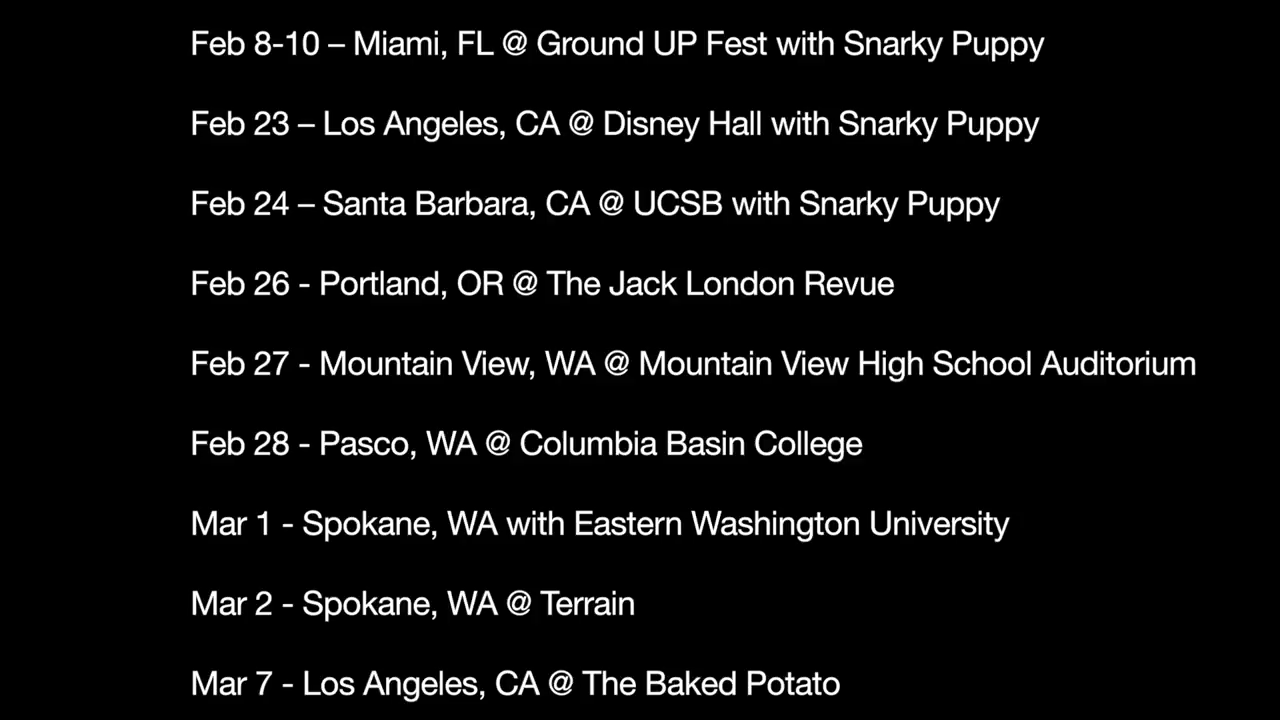 Feb 8-10 – Miami, FL @ Ground UP Fest with Snarky Puppy
Feb 23 – Los Angeles, CA @ Disney Hall with Snarky Puppy
Feb 24 – Santa Barbara, CA @ UCSB with Snarky Puppy
Feb 26 - Portland, OR @ The Jack London Revue
Feb 27 - Mountain View, WA @ Mountain View High School Auditorium
Feb 28 - Pasco, WA @ Columbia Basin College
Mar 1 - Spokane, WA with Eastern Washington University
Mar 2 - Spokane, WA @ Terrain
Mar 7 - Los Angeles, CA @ The Baked Potato